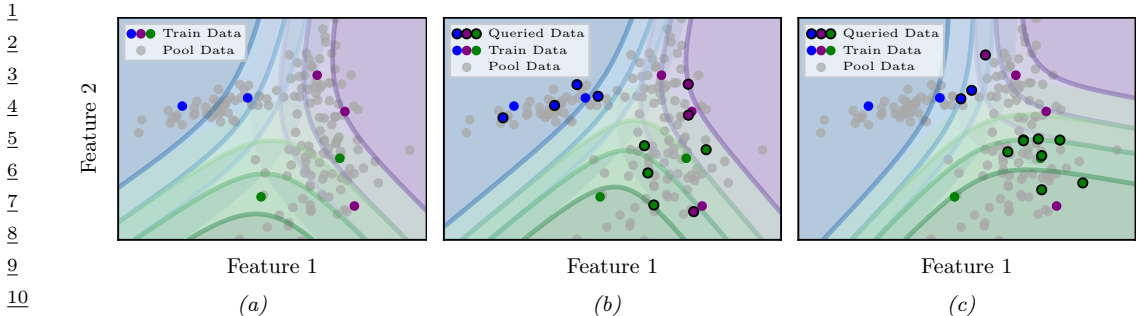 1
2
3
4
5
6
7
8
9
10
Feature 2
Train Data
Pool Data
Feature 1
(a)
Queried Data
Train Data
Pool Data
Feature 1
(b)
Queried Data
Train Data
Pool Data
Feature 1
(c)